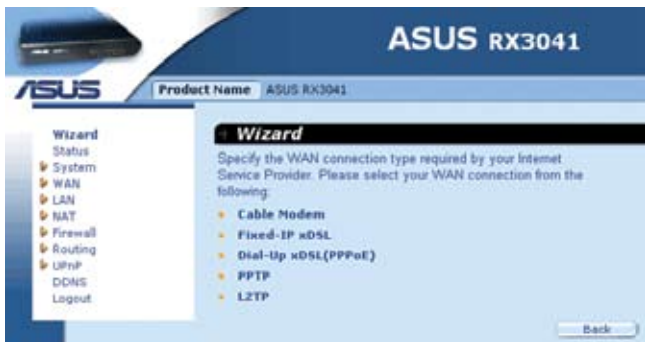 ASUS RX3041
ASUS
Product Name ASUS RX3041
Wizard
Status
System
WAN
LAN
NAT
Firewall
Routing
UPnP
DDNS
Logout
Wizard
Specify the WAN connection type required by your Internet
Service Provider. Please select your WAN connection from the
following:
Cable Modem
Fixed-IP xDSL
Dial-Up xDSL(PPPoE)
PPTP
L2TP
Back